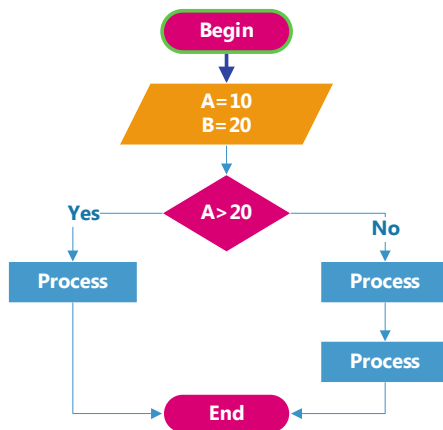 Begin
A=10
B=20
A>20
Yes
No
Process
Process
Process
End